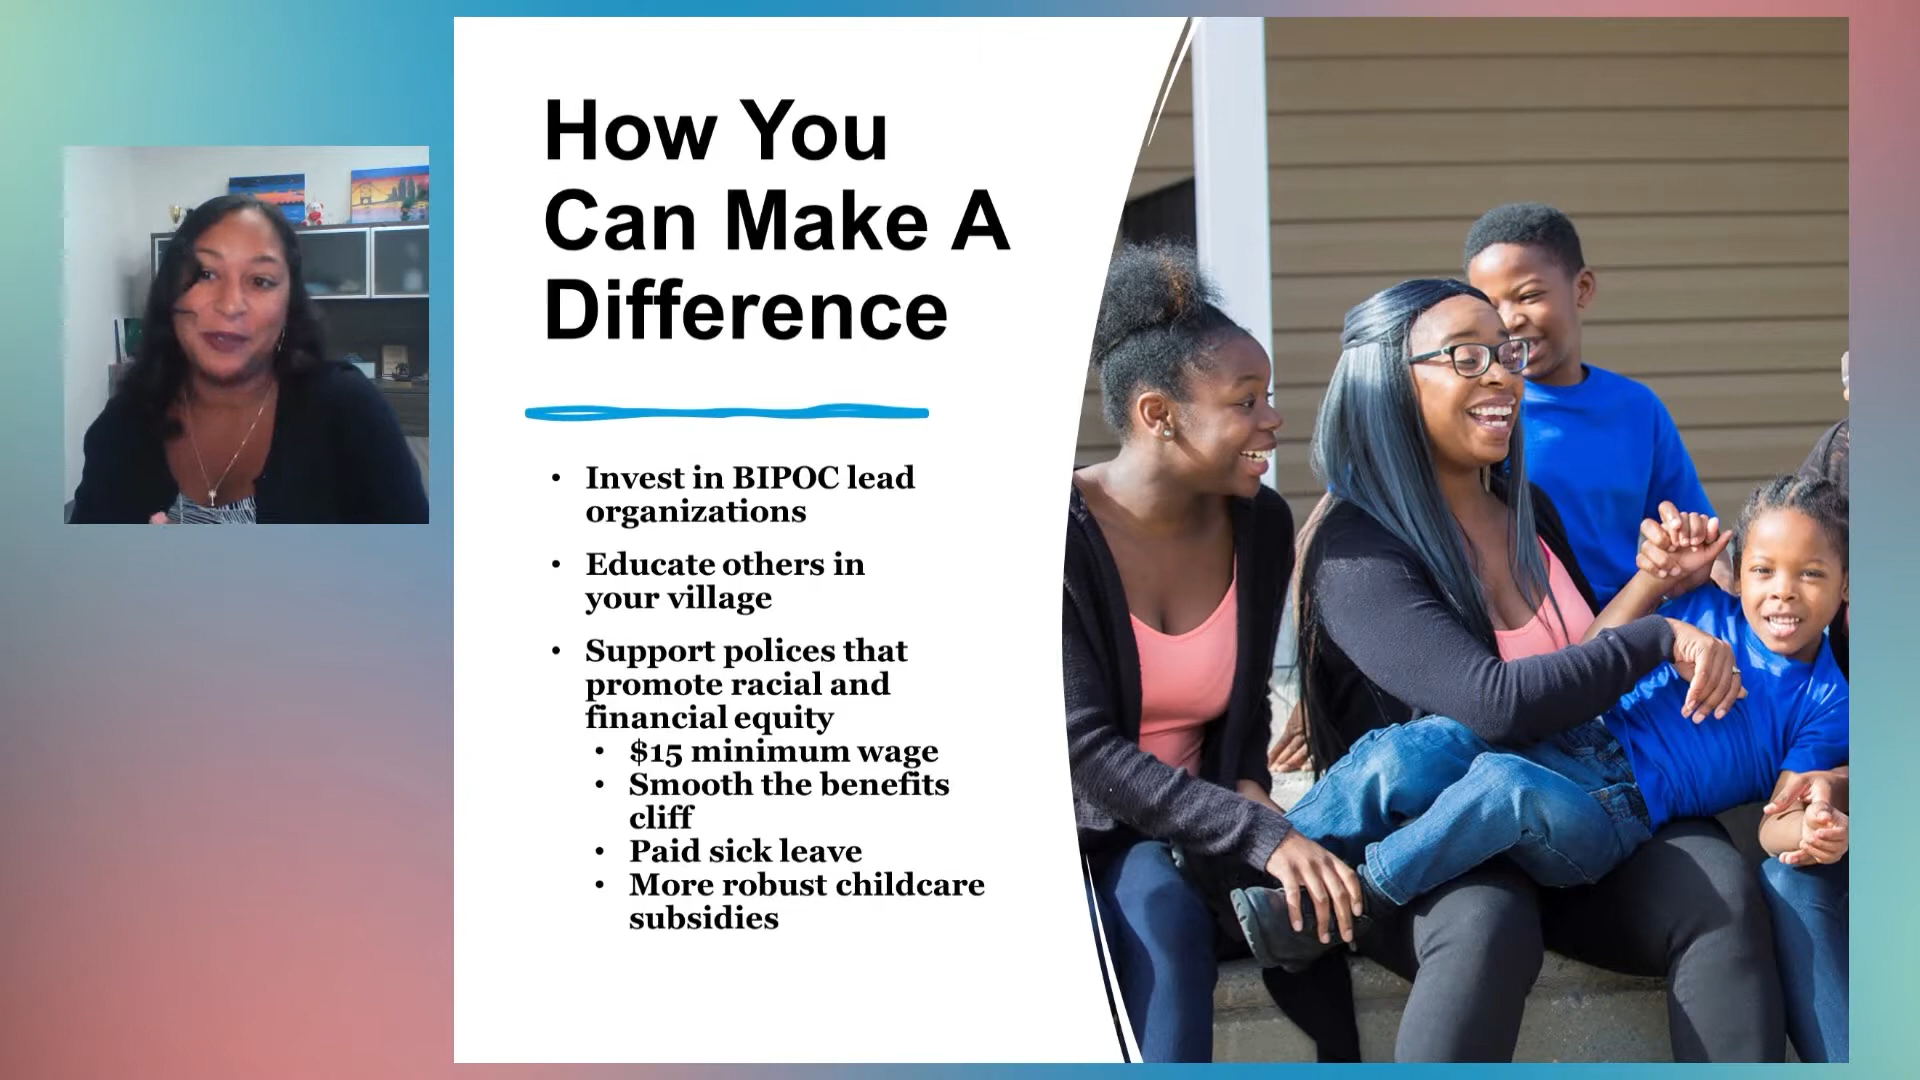 How You
Can Make A
Difference
• Invest in BIPOC lead
organizations
• Educate others in
your village
• Support polices that
promote racial and
financial equity
• $15 minimum wage
• Smooth the benefits
cliff
• Paid sick leave
• More robust childcare
subsidies